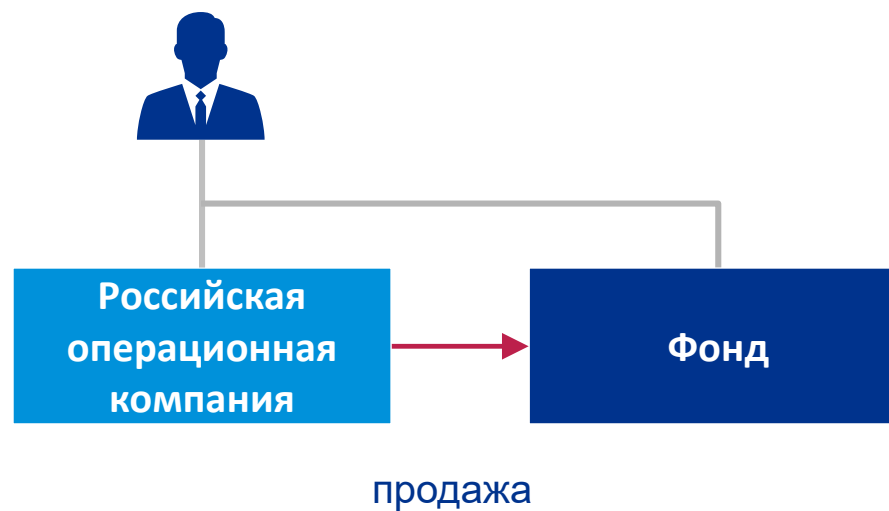 Российская
операционная
компания
Фонд
продажа